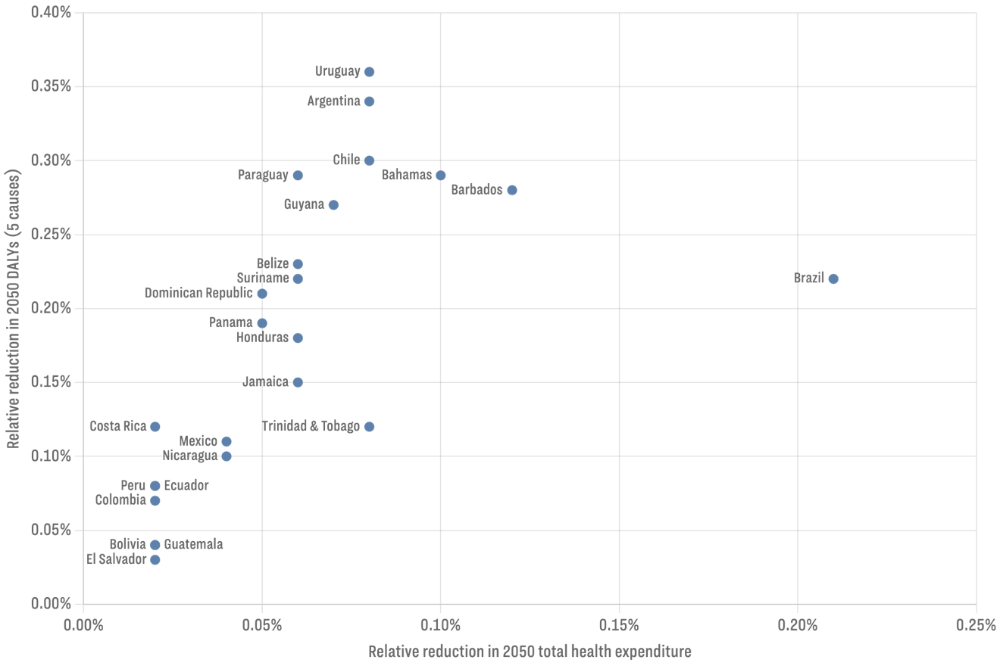 0.40%
Uruguay
0.35%
Argentina
0.30%
Chile
Paraguay
Bahamas
Barbados
Guyana
0.25%
Belize
Suriname
Brazil
Dominican Republic
0.20%
Panama
Honduras
0.15%
Jamaica
Costa Rica
Trinidad & Tobago
Mexico
0.10%
Nicaragua
Peru
Ecuador
Colombia
0.05%
Bolivia
Guatemala
El Salvador
0.00%
0.00%
0.05%
0.10%
0.15%
0.20%
0.25%
Relative reduction in 2050 total health expenditure
Relative reduction in 2050 DALYs (5 causes)